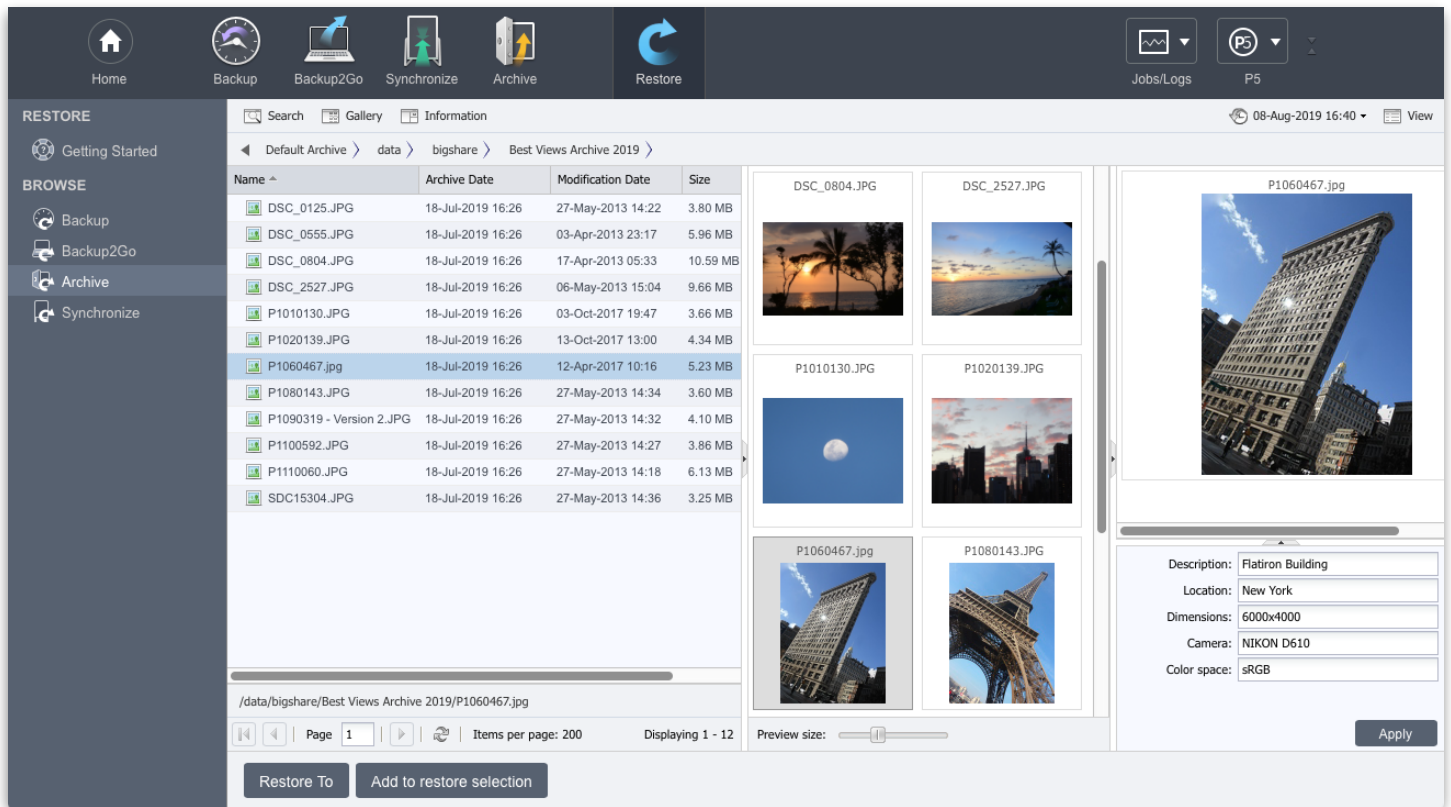 Home
Backup
Backup2Go
Synchronize
Archive
Restore
Jobs/Logs
P5
P5
RESTORE
Getting Started
BROWSE
Backup
Backup2Go
Archive
Synchronize
Search Gallery Information
08-Aug-2019 16:40 View
Default Archive data bigshare Best Views Archive 2019
Name Archive Date Modification Date Size
DSC_0125.JPG 18-Jul-2019 16:26 27-May-2013 14:22 3.80 MB
DSC_0555.JPG 18-Jul-2019 16:26 03-Apr-2013 23:17 5.96 MB
DSC_0804.JPG 18-Jul-2019 16:26 17-Apr-2013 05:33 10.59 MB
DSC_2527.JPG 18-Jul-2019 16:26 06-May-2013 15:04 9.66 MB
P1010130.JPG 18-Jul-2019 16:26 03-Oct-2017 19:47 3.66 MB
P1020139.JPG 18-Jul-2019 16:26 13-Oct-2017 13:00 4.34 MB
P1060467.jpg 18-Jul-2019 16:26 12-Apr-2017 10:16 5.23 MB
P1080143.JPG 18-Jul-2019 16:26 27-May-2013 14:34 3.60 MB
P1090319 - Version 2.JPG 18-Jul-2019 16:26 27-May-2013 14:32 4.10 MB
P1100592.JPG 18-Jul-2019 16:26 27-May-2013 14:27 3.86 MB
P1110060.JPG 18-Jul-2019 16:26 27-May-2013 14:18 6.13 MB
SDC15304.JPG 18-Jul-2019 16:26 27-May-2013 14:36 3.25 MB
/data/bigshare/Best Views Archive 2019/P1060467.jpg
Page 1 Items per page: 200 Displaying 1 - 12
DSC_0804.JPG DSC_2527.JPG
P1010130.JPG P1020139.JPG
P1060467.jpg P1080143.JPG
Preview size:
P1060467.jpg
Description: Flatiron Building
Location: New York
Dimensions: 6000x4000
Camera: NIKON D610
Color space: sRGB
Apply
Restore To Add to restore selection